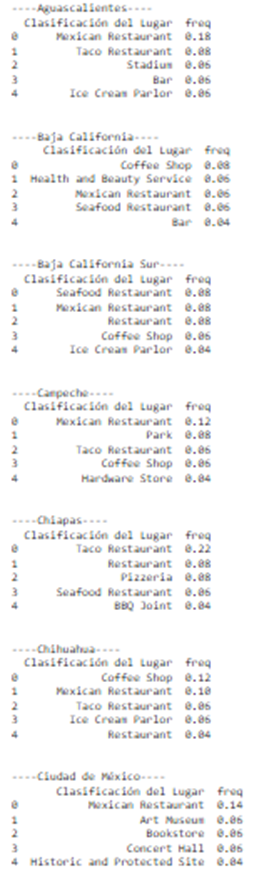 ----Aguascalientes----
Clasificación del Lugar freq
0 Mexican Restaurant 0.18
1 Taco Restaurant 0.08
2 Stadium 0.06
3 Bar 0.06
4 Ice Cream Parlor 0.06
----Baja California----
Clasificación del Lugar freq
0 Coffee Shop 0.08
1 Health and Beauty Service 0.06
2 Mexican Restaurant 0.06
3 Seafood Restaurant 0.06
4 Bar 0.04
----Baja California Sur----
Clasificación del Lugar freq
0 Seafood Restaurant 0.08
1 Mexican Restaurant 0.08
2 Restaurant 0.08
3 Coffee Shop 0.06
4 Ice Cream Parlor 0.04
----Campeche----
Clasificación del Lugar freq
0 Mexican Restaurant 0.12
1 Park 0.08
2 Taco Restaurant 0.06
3 Coffee Shop 0.06
4 Hardware Store 0.04
----Chiapas----
Clasificación del Lugar freq
0 Taco Restaurant 0.22
1 Restaurant 0.08
2 Pizzeria 0.08
3 Seafood Restaurant 0.06
4 BBQ Joint 0.04
----Chihuahua----
Clasificación del Lugar freq
0 Coffee Shop 0.12
1 Mexican Restaurant 0.10
2 Taco Restaurant 0.06
3 Ice Cream Parlor 0.06
4 Restaurant 0.04
----Ciudad de México----
Clasificación del Lugar freq
0 Mexican Restaurant 0.14
1 Art Museum 0.06
2 Bookstore 0.06
3 Concert Hall 0.06
4 Historic and Protected Site 0.04